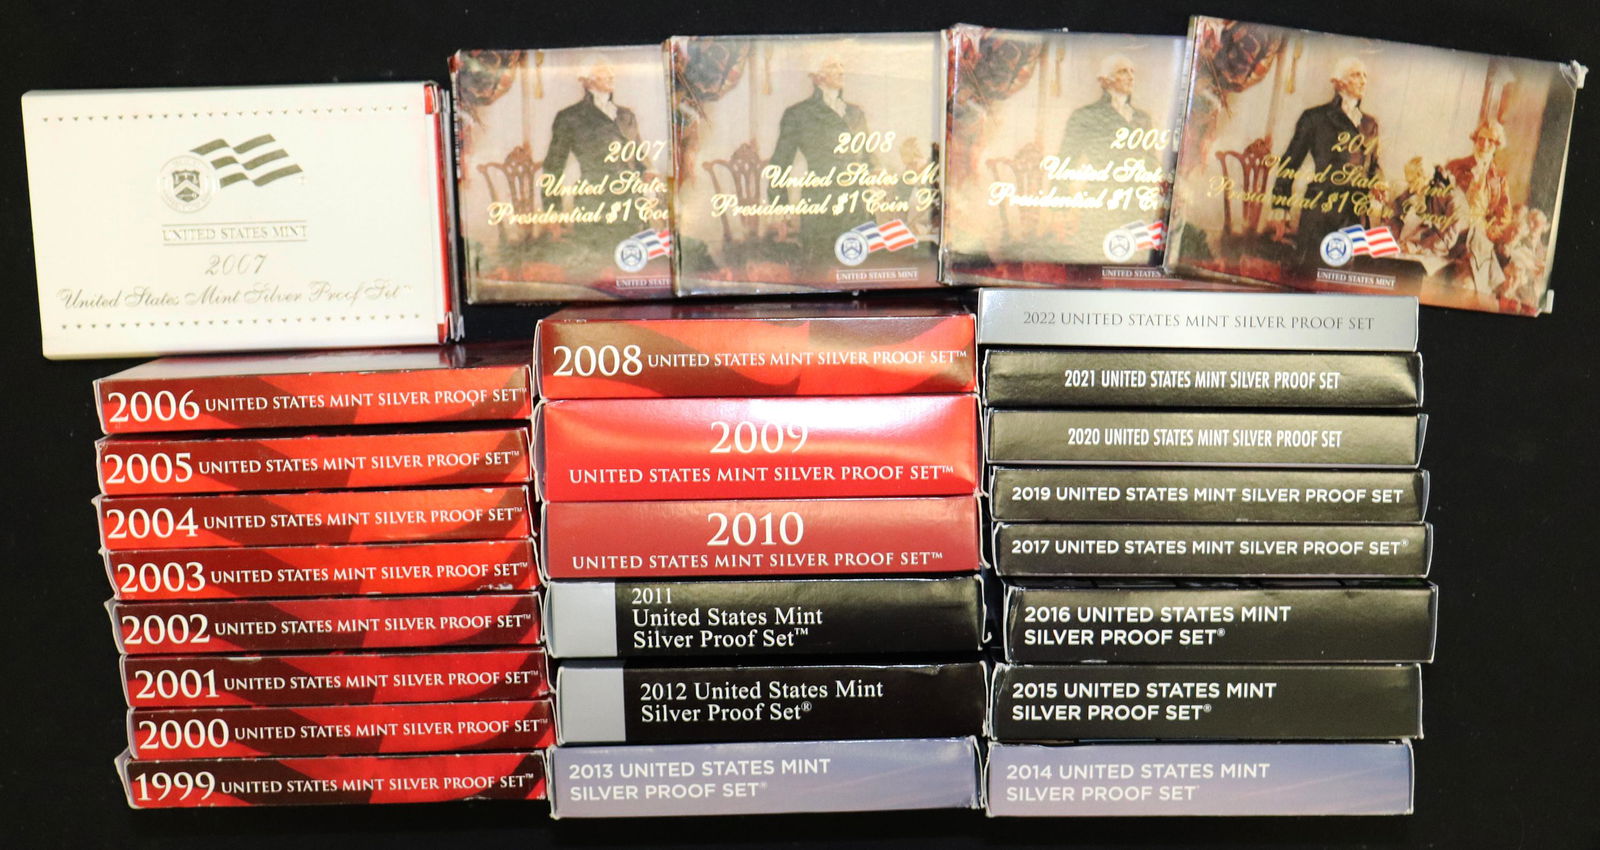 UNITED STATES MINT
2007
United States Mint Silver Proof Set™
2007
United State
Presidential $1 Co
UNITED STATE
2008
United States M
Presidential $1 Coin
UNITED STATES MINT
2009
United Stat
Presidential $1 C
UNITED STATES M
United States Mint
Presidential $1 Coin Proof Set
UNITED STATES MINT
2006 UNITED STATES MINT SILVER PROOF SET™
2005 UNITED STATES MINT SILVER PROOF SET™
2004 UNITED STATES MINT SILVER PROOF SET™
2003 UNITED STATES MINT SILVER PROOF SET™
2002 UNITED STATES MINT SILVER PROOF SET™
2001 UNITED STATES MINT SILVER PROOF SET™
2000 UNITED STATES MINT SILVER PROOF SET™
1999 UNITED STATES MINT SILVER PROOF SET™
2008 UNITED STATES MINT SILVER PROOF SET™
2009
UNITED STATES MINT SILVER PROOF SET™
2010
UNITED STATES MINT SILVER PROOF SET™
2011
United States Mint
Silver Proof Set™
2012 United States Mint
Silver Proof Set®
2013 UNITED STATES MINT
SILVER PROOF SET®
2022 UNITED STATES MINT SILVER PROOF SET
2021 UNITED STATES MINT SILVER PROOF SET
2020 UNITED STATES MINT SILVER PROOF SET
2019 UNITED STATES MINT SILVER PROOF SET
2017 UNITED STATES MINT SILVER PROOF SET®
2016 UNITED STATES MINT
SILVER PROOF SET®
2015 UNITED STATES MINT
SILVER PROOF SET®
2014 UNITED STATES MINT
SILVER PROOF SET